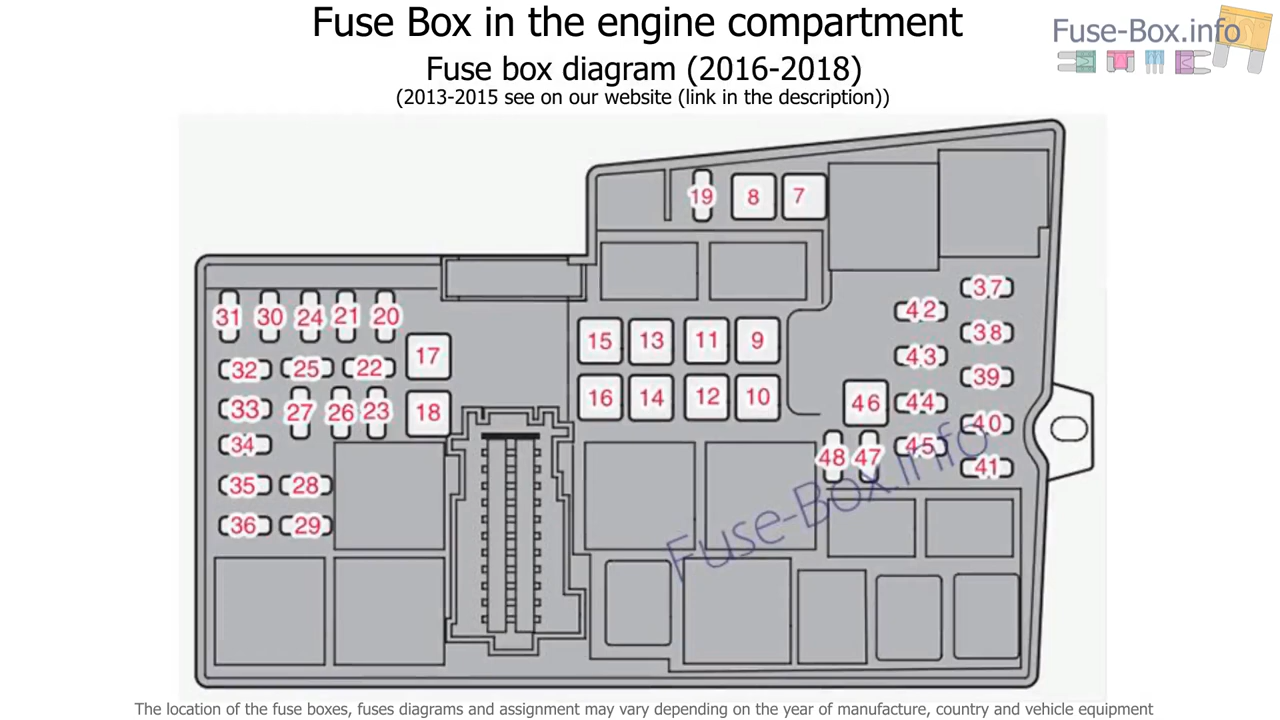 Fuse Box in the engine compartment
Fuse-Box.info
Fuse box diagram (2016-2018)
(2013-2015 see on our website (link in the description))
19 8 7
37
42
31 30 24 21 20
38
15 13 11 9
17
43
32 25 22
39
16 14 12 10
46 44
33 27 26 23 18
40
34
45
48 47
41
35 28
36 29
Fuse-Box.info
The location of the fuse boxes, fuses diagrams and assignment may vary depending on the year of manufacture, country and vehicle equipment